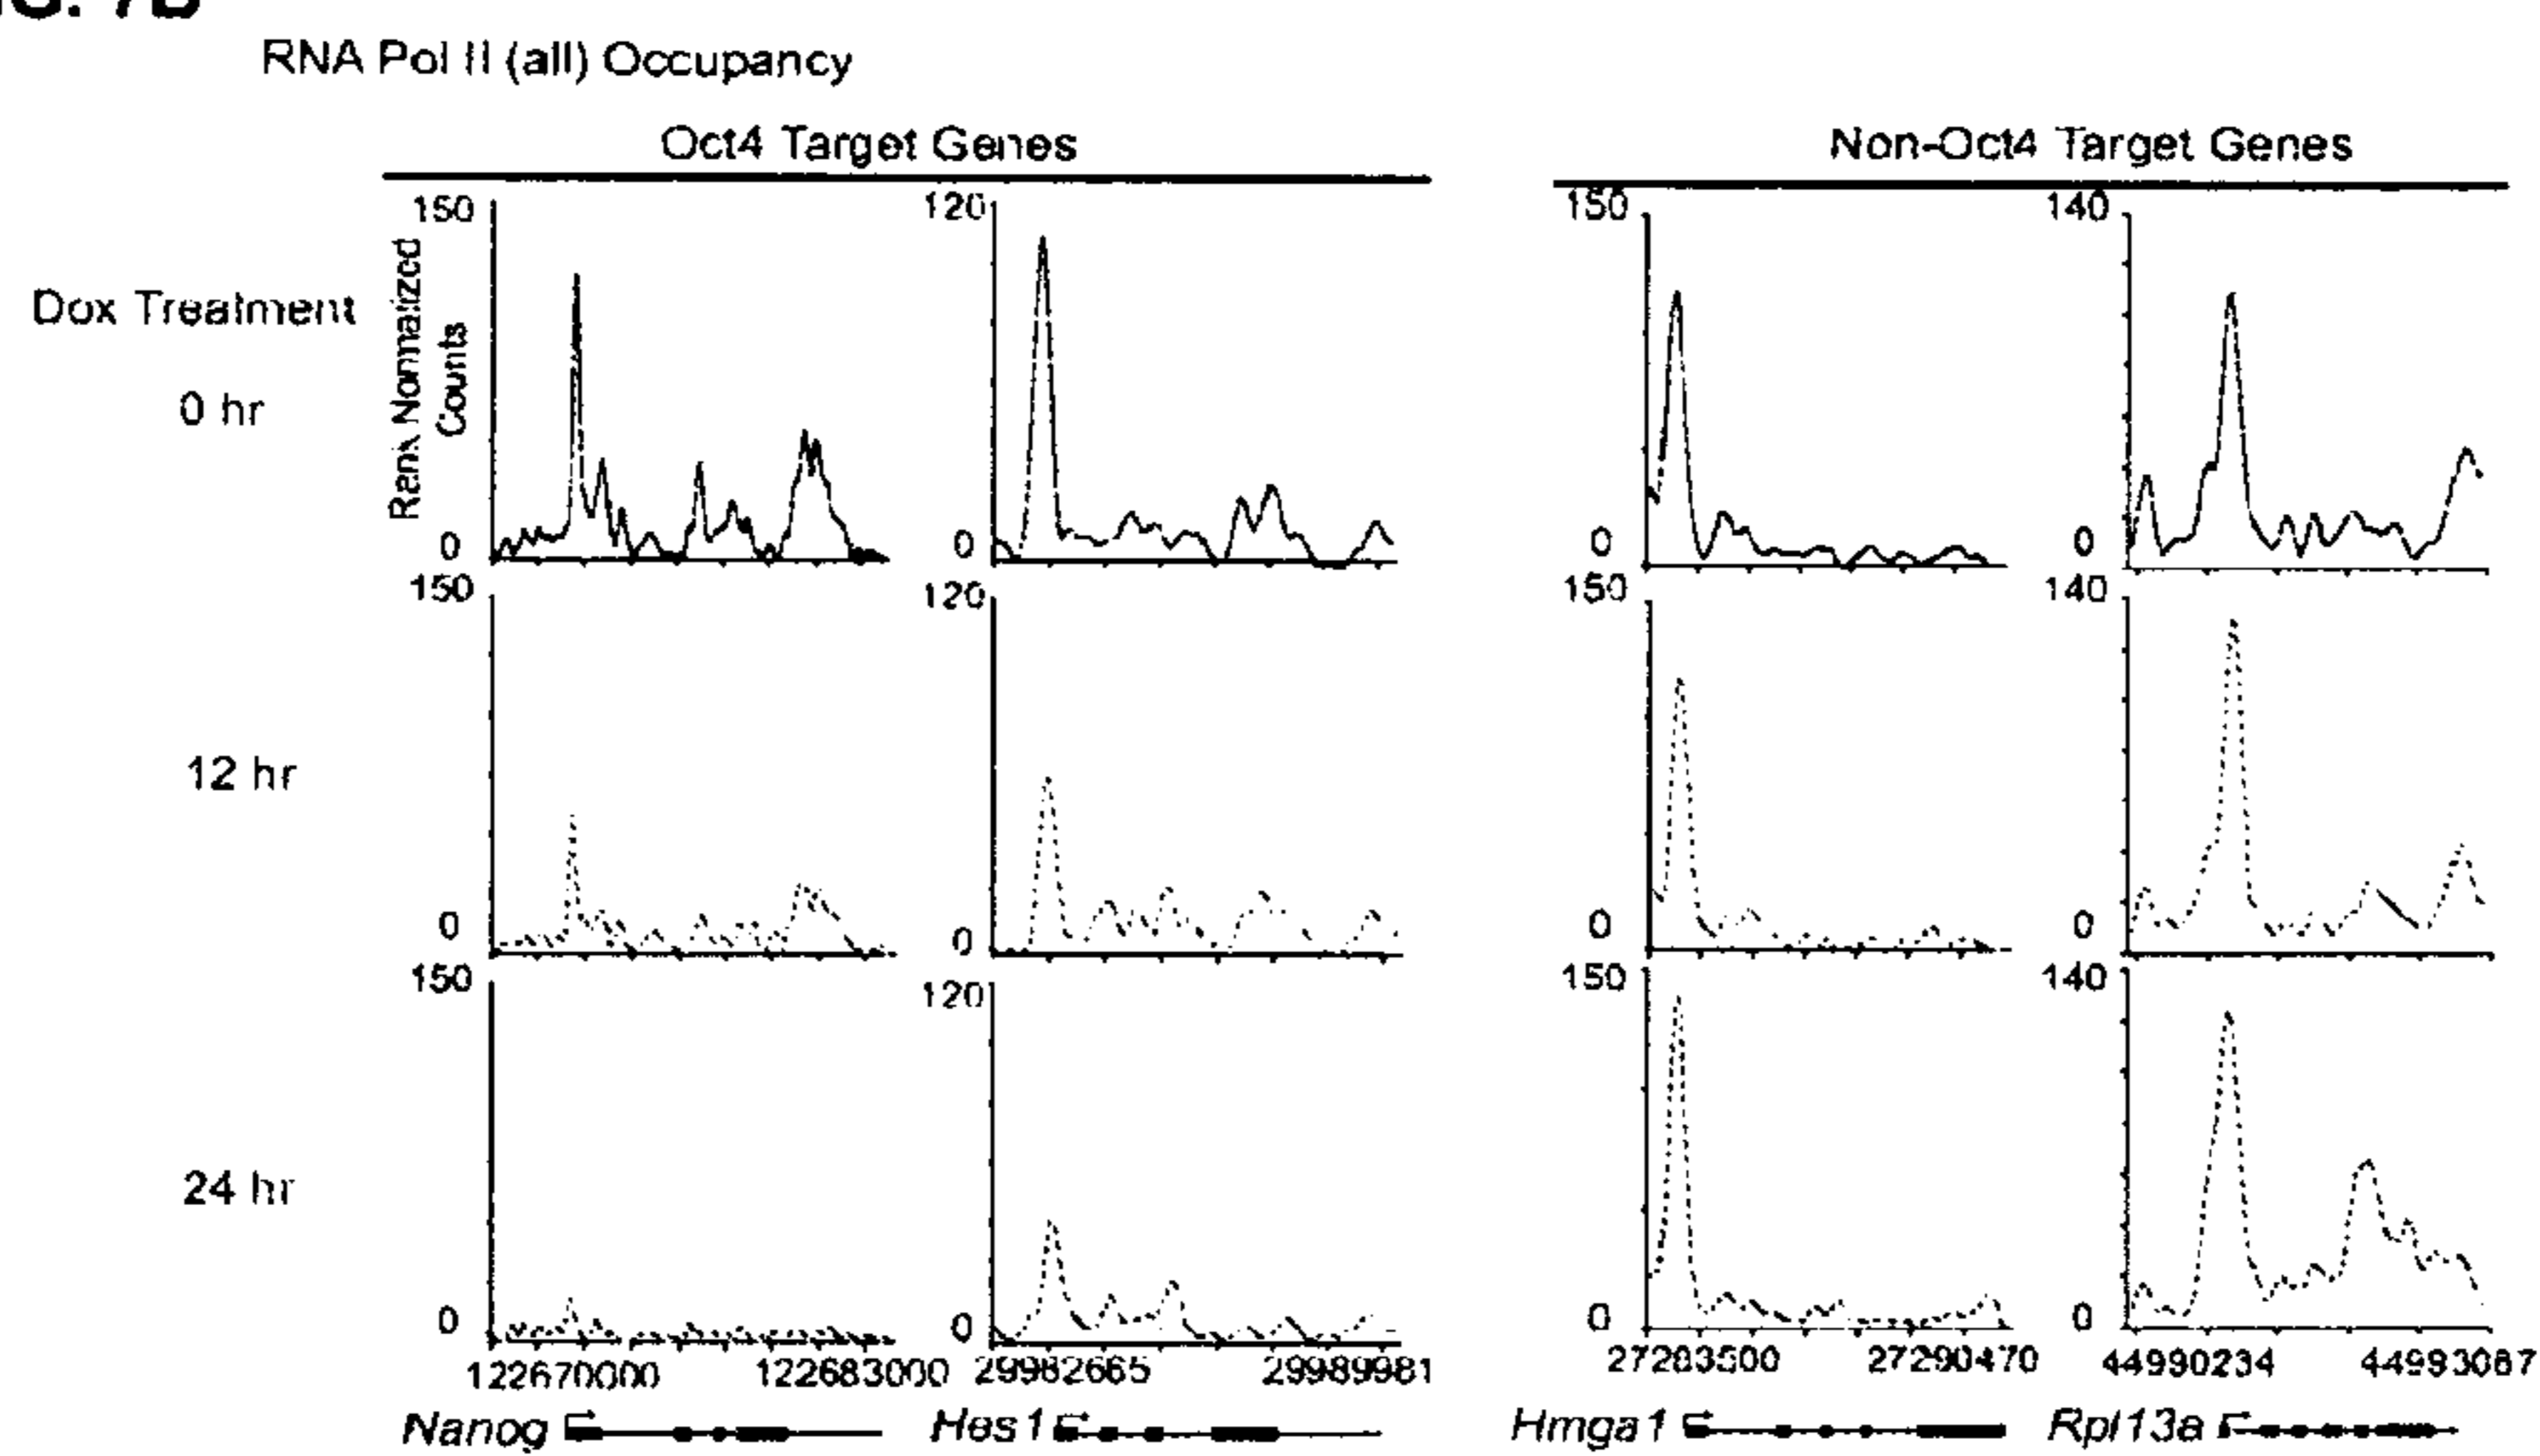 RNA Pol II (all) Occupancy
Oct4 Target Genes
Non-Oct4 Target Genes
Dox Treatment
Rank Normalized
Counts
0 hr
150
0
120
0
150
0
140
0
12 hr
150
0
120
0
150
0
140
0
24 hr
150
0
120
0
150
0
140
0
122670000 122683000 29982665 29989981 27283500 27290470 44990234 44993087
Nanog Hes1 Hmga1 Rpl13a